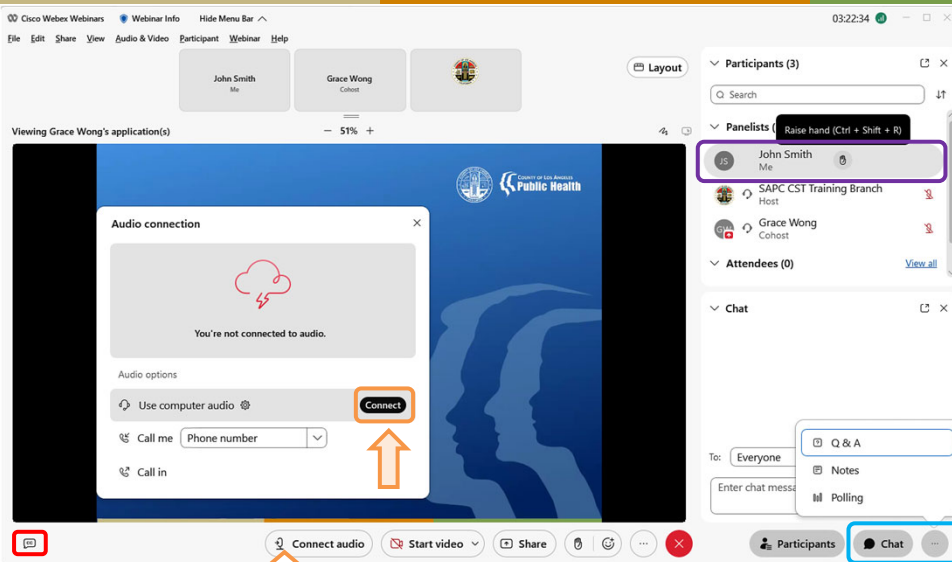 Cisco Webex Webinars Webinar Info Hide Menu Bar 03:22:34
File Edit Share View Audio & Video Participant Webinar Help
John Smith
Me
Grace Wong
Cohost
Layout
Viewing Grace Wong's application(s) 51%
Participants (3)
Search
Panelists (
Raise hand (Ctrl + Shift + R)
JS
John Smith
Me
SAPC CST Training Branch
Host
GW
Grace Wong
Cohost
Attendees (0) View all
County of Los Angeles
Public Health
Audio connection
You're not connected to audio.
Audio options
Use computer audio Connect
Call me Phone number
Call in
Chat
To: Everyone
Enter chat messa
Q & A
Notes
Polling
Connect audio Start video Share Participants Chat